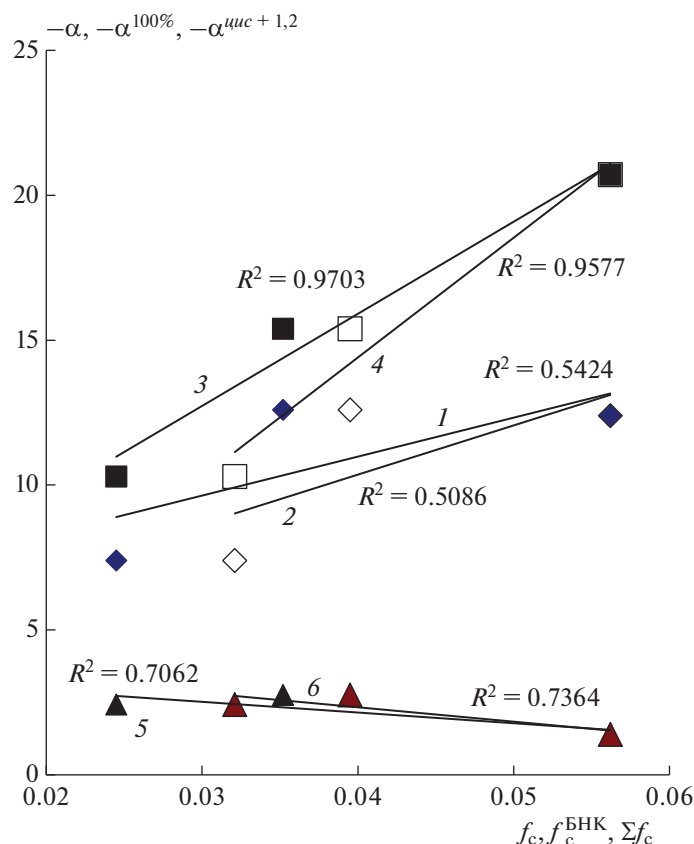 −α, −α^100%, −α^цис + 1,2
25
20
R² = 0.9703
R² = 0.9577
15
3
4
R² = 0.5424
1
10
R² = 0.5086
2
5
R² = 0.7062
6
R² = 0.7364
5
0
0.02 0.03 0.04 0.05 0.06
f_c, f_c^БНК, Σf_c